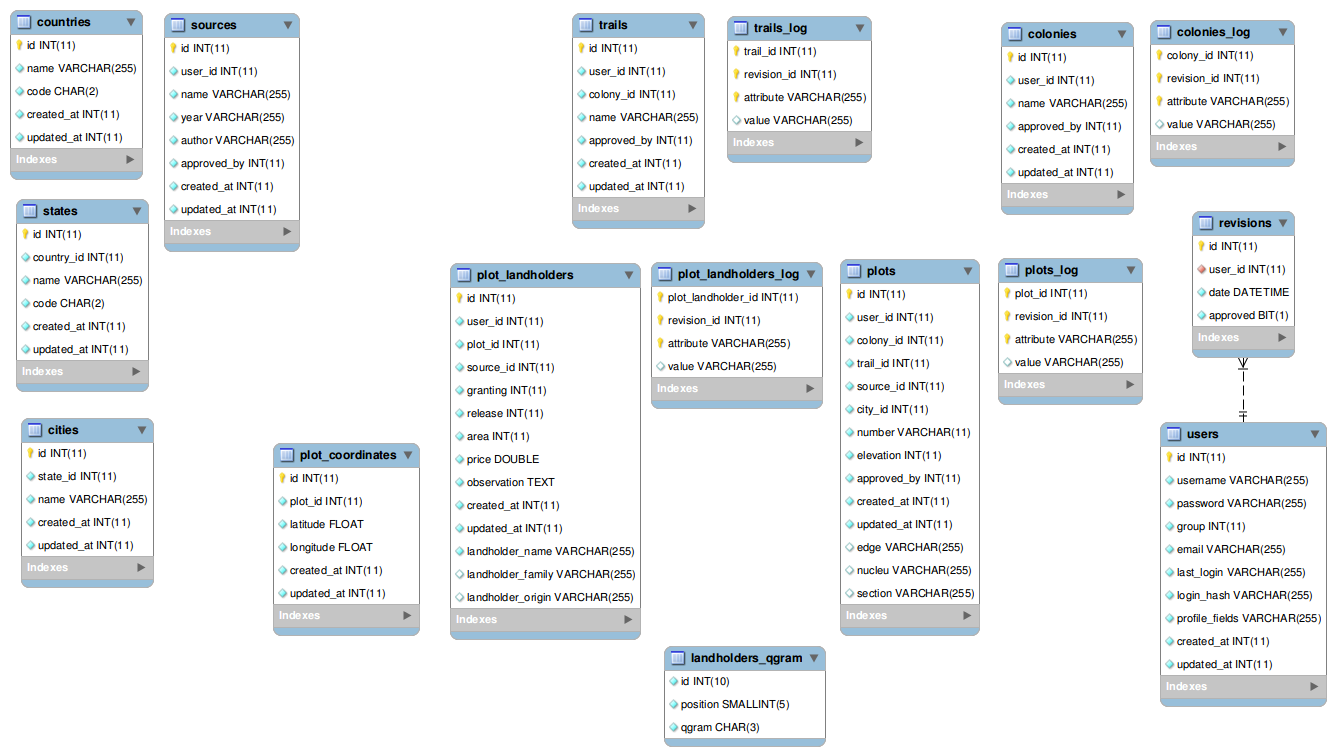 countries
id INT(11)
name VARCHAR(255)
code CHAR(2)
created_at INT(11)
updated_at INT(11)
Indexes
sources
id INT(11)
user_id INT(11)
name VARCHAR(255)
year VARCHAR(255)
author VARCHAR(255)
approved_by INT(11)
created_at INT(11)
updated_at INT(11)
Indexes
trails
id INT(11)
user_id INT(11)
colony_id INT(11)
name VARCHAR(255)
approved_by INT(11)
created_at INT(11)
updated_at INT(11)
Indexes
trails_log
trail_id INT(11)
revision_id INT(11)
attribute VARCHAR(255)
value VARCHAR(255)
Indexes
colonies
id INT(11)
user_id INT(11)
name VARCHAR(255)
approved_by INT(11)
created_at INT(11)
updated_at INT(11)
Indexes
colonies_log
colony_id INT(11)
revision_id INT(11)
attribute VARCHAR(255)
value VARCHAR(255)
Indexes
states
id INT(11)
country_id INT(11)
name VARCHAR(255)
code CHAR(2)
created_at INT(11)
updated_at INT(11)
Indexes
plot_landholders
id INT(11)
user_id INT(11)
plot_id INT(11)
source_id INT(11)
granting INT(11)
release INT(11)
area INT(11)
price DOUBLE
observation TEXT
created_at INT(11)
updated_at INT(11)
landholder_name VARCHAR(255)
landholder_family VARCHAR(255)
landholder_origin VARCHAR(255)
Indexes
plot_landholders_log
plot_landholder_id INT(11)
revision_id INT(11)
attribute VARCHAR(255)
value VARCHAR(255)
Indexes
plots
id INT(11)
user_id INT(11)
colony_id INT(11)
trail_id INT(11)
source_id INT(11)
city_id INT(11)
number VARCHAR(11)
elevation INT(11)
approved_by INT(11)
created_at INT(11)
updated_at INT(11)
edge VARCHAR(255)
nucleu VARCHAR(255)
section VARCHAR(255)
Indexes
plots_log
plot_id INT(11)
revision_id INT(11)
attribute VARCHAR(255)
value VARCHAR(255)
Indexes
revisions
id INT(11)
user_id INT(11)
date DATETIME
approved BIT(1)
Indexes
cities
id INT(11)
state_id INT(11)
name VARCHAR(255)
created_at INT(11)
updated_at INT(11)
Indexes
plot_coordinates
id INT(11)
plot_id INT(11)
latitude FLOAT
longitude FLOAT
created_at INT(11)
updated_at INT(11)
Indexes
users
id INT(11)
username VARCHAR(255)
password VARCHAR(255)
group INT(11)
email VARCHAR(255)
last_login VARCHAR(255)
login_hash VARCHAR(255)
profile_fields VARCHAR(255)
created_at INT(11)
updated_at INT(11)
Indexes
landholders_qgram
id INT(10)
position SMALLINT(5)
qgram CHAR(3)